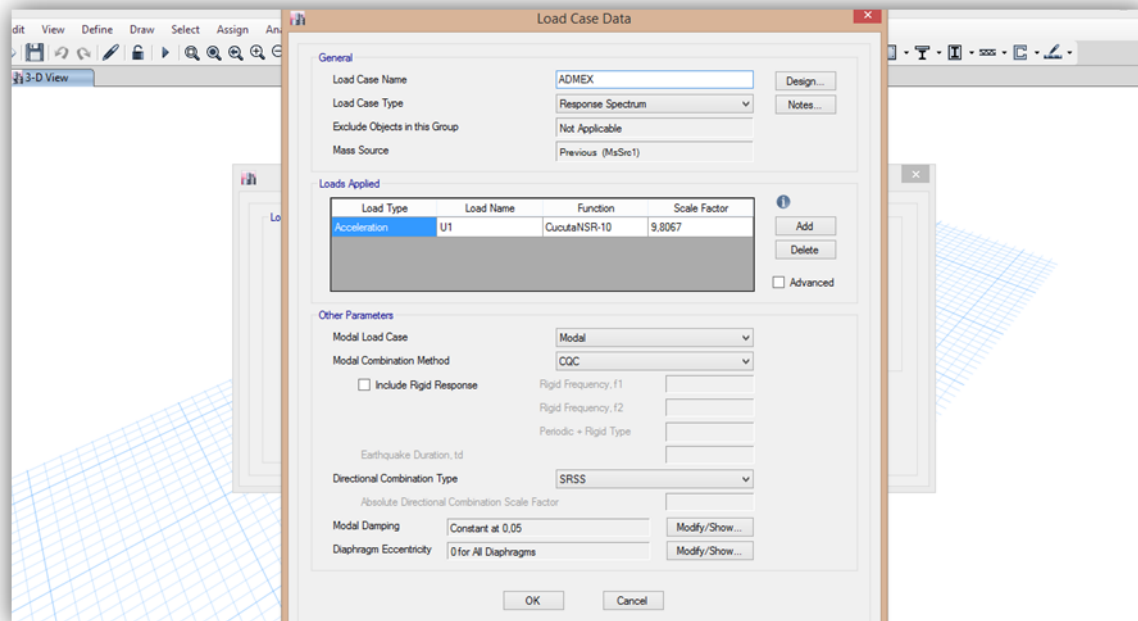 Load Case Data
dit View Define Draw Select Assign An
3-D View
General
Load Case Name ADMEX Design...
Load Case Type Response Spectrum Notes...
Exclude Objects in this Group Not Applicable
Mass Source Previous (MsSrc1)
Lo
Loads Applied
Load Type Load Name Function Scale Factor
Acceleration U1 CucutaNSR-10 9,8067
Add
Delete
Advanced
Other Parameters
Modal Load Case Modal
Modal Combination Method CQC
Include Rigid Response Rigid Frequency, f1
Rigid Frequency, f2
Periodic + Rigid Type
Earthquake Duration, td
Directional Combination Type SRSS
Absolute Directional Combination Scale Factor
Modal Damping Constant at 0,05 Modify/Show...
Diaphragm Eccentricity 0 for All Diaphragms Modify/Show...
OK Cancel